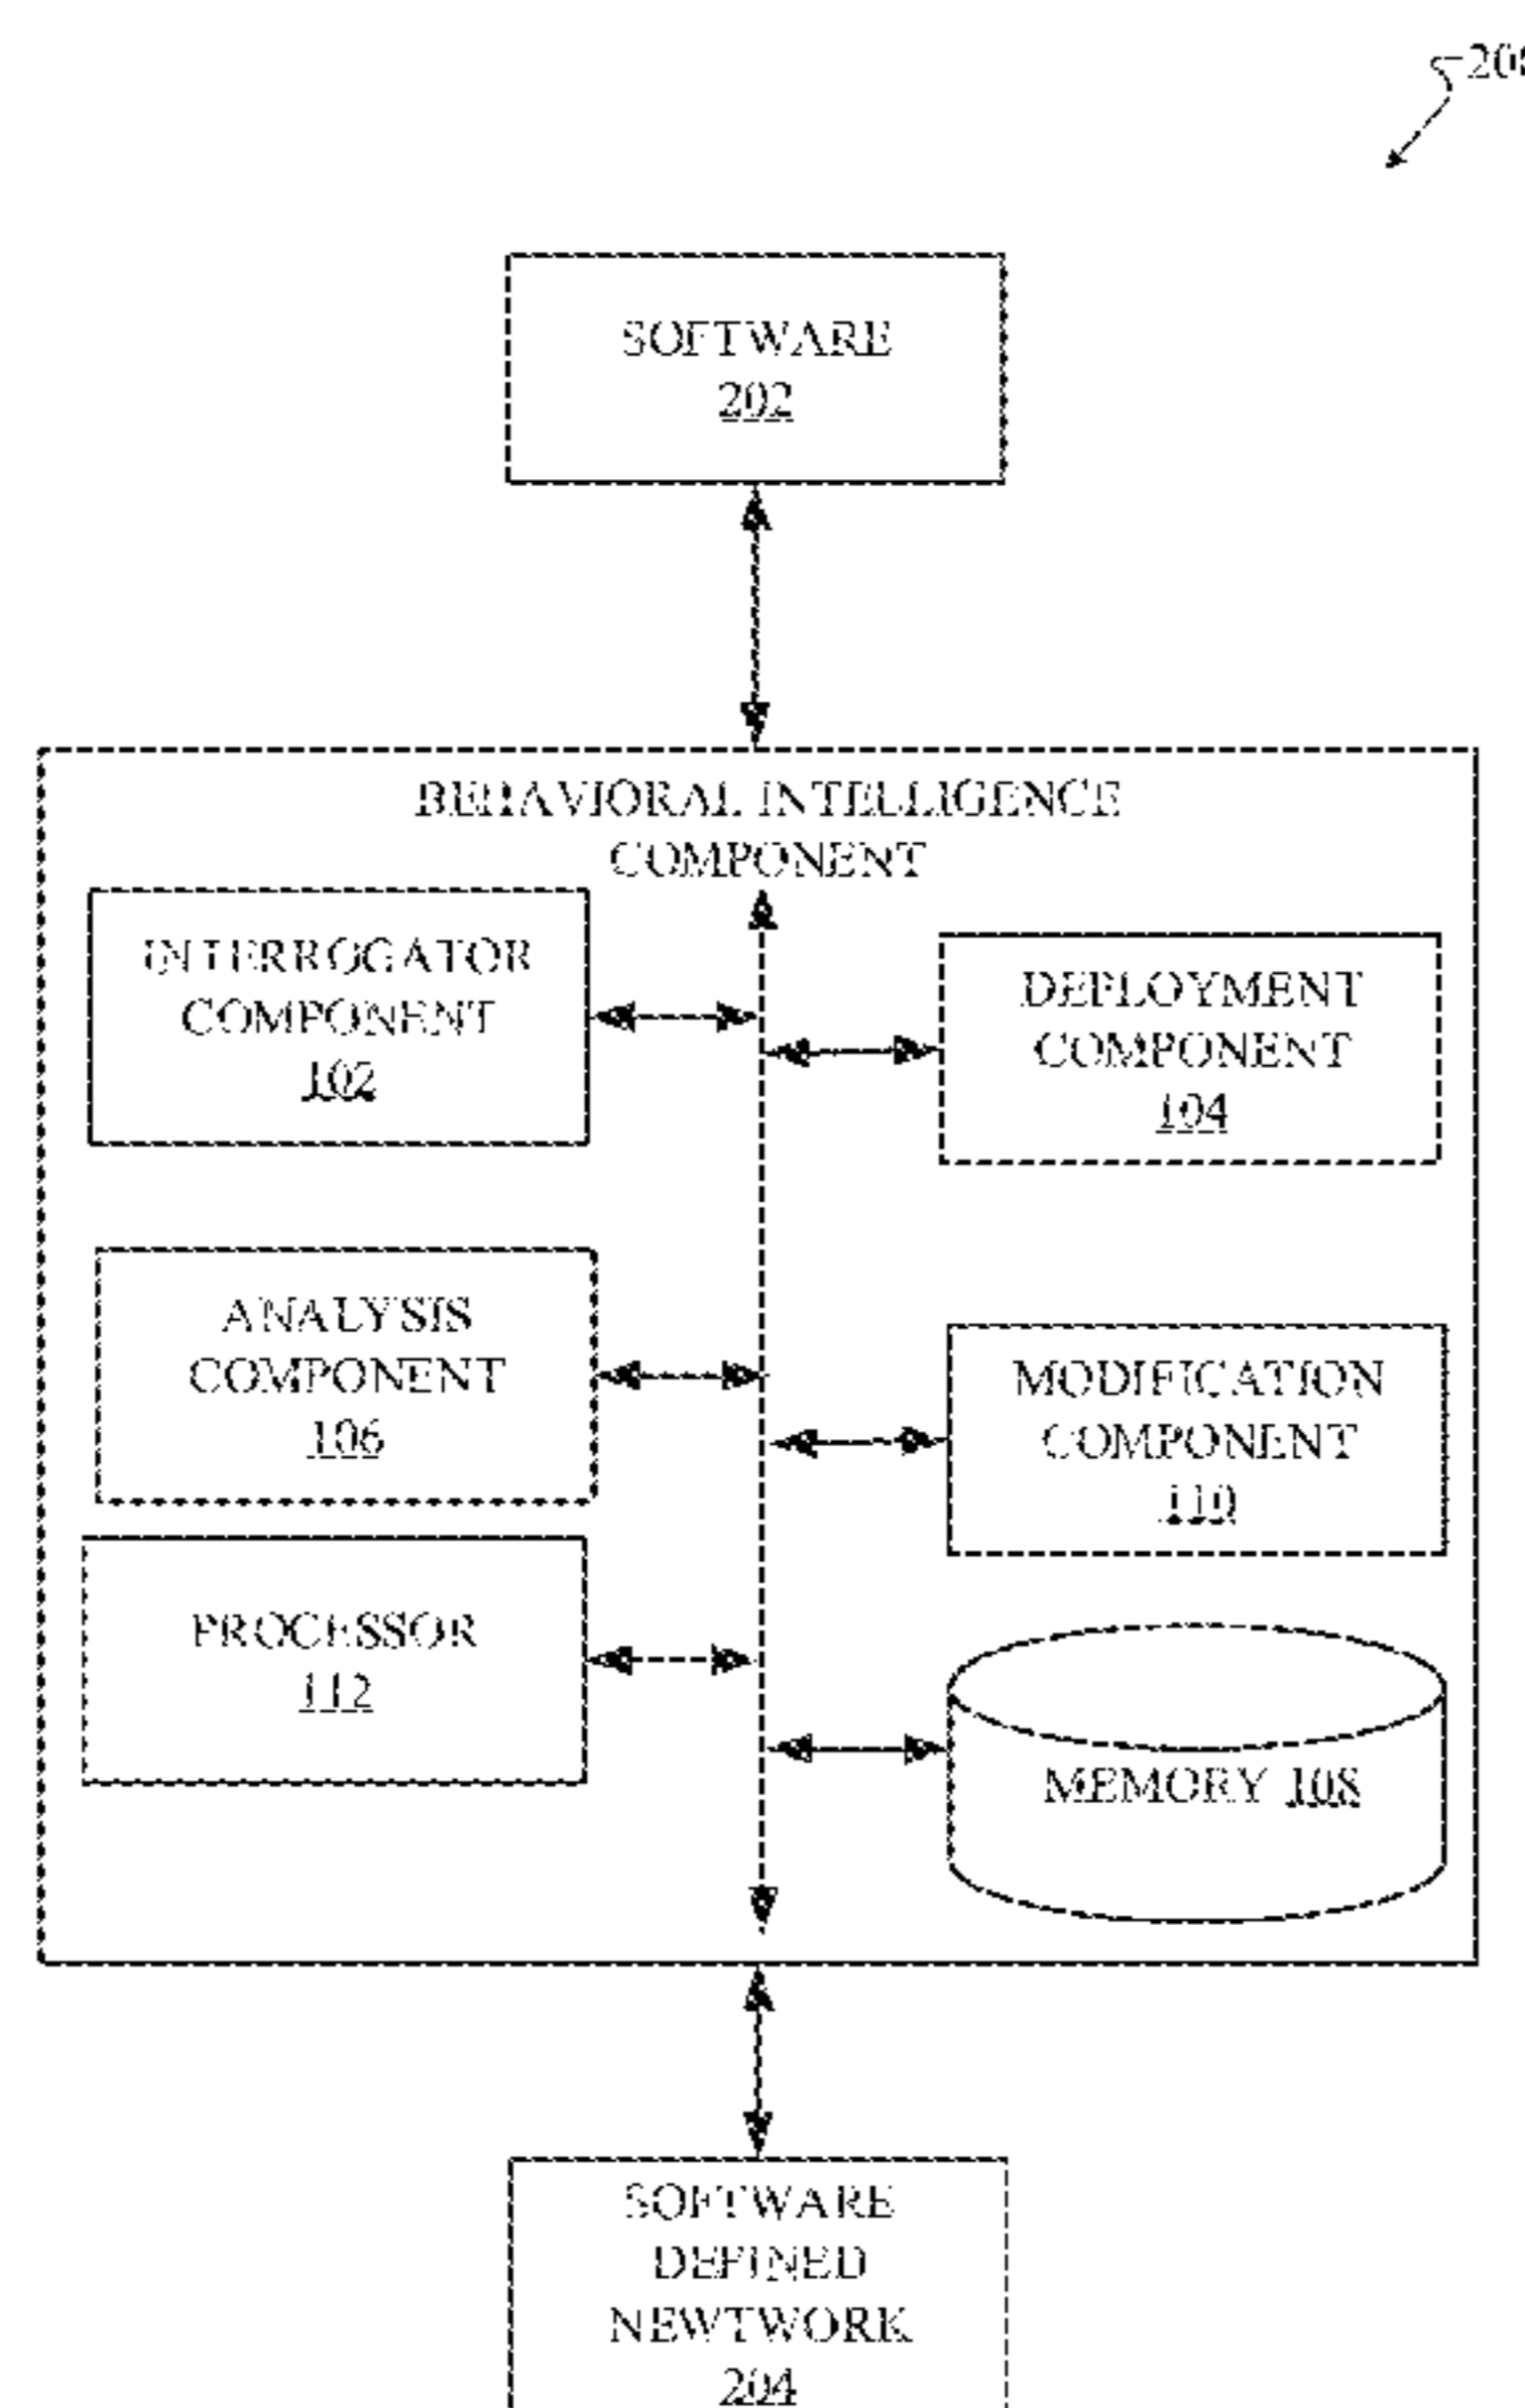 SOFTWARE
202
BEHAVIORAL INTELLIGENCE
COMPONENT
INTERROGATOR
COMPONENT
102
DEPLOYMENT
COMPONENT
104
ANALYSIS
COMPONENT
106
MODIFICATION
COMPONENT
110
PROCESSOR
112
MEMORY 108
SOFTWARE
DEFINED
NEWTWORK
204